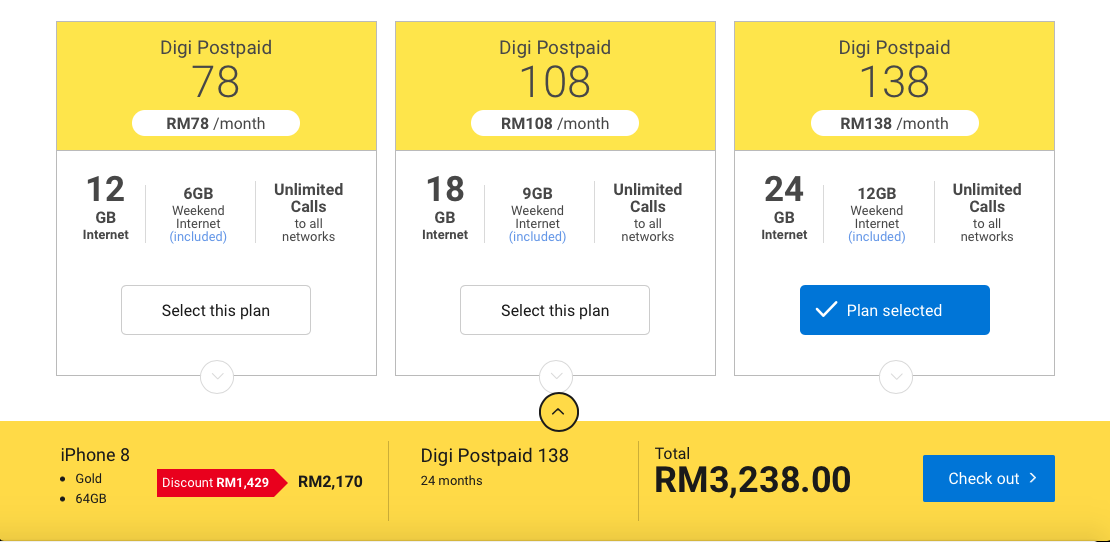 Digi Postpaid
78
RM78 /month
12
GB
Internet
6GB
Weekend
Internet
(included)
Unlimited
Calls
to all
networks
Select this plan
Digi Postpaid
108
RM108 /month
18
GB
Internet
9GB
Weekend
Internet
(included)
Unlimited
Calls
to all
networks
Select this plan
Digi Postpaid
138
RM138 /month
24
GB
Internet
12GB
Weekend
Internet
(included)
Unlimited
Calls
to all
networks
Plan selected
iPhone 8
Gold
64GB
Discount RM1,429
RM2,170
Digi Postpaid 138
24 months
Total
RM3,238.00
Check out